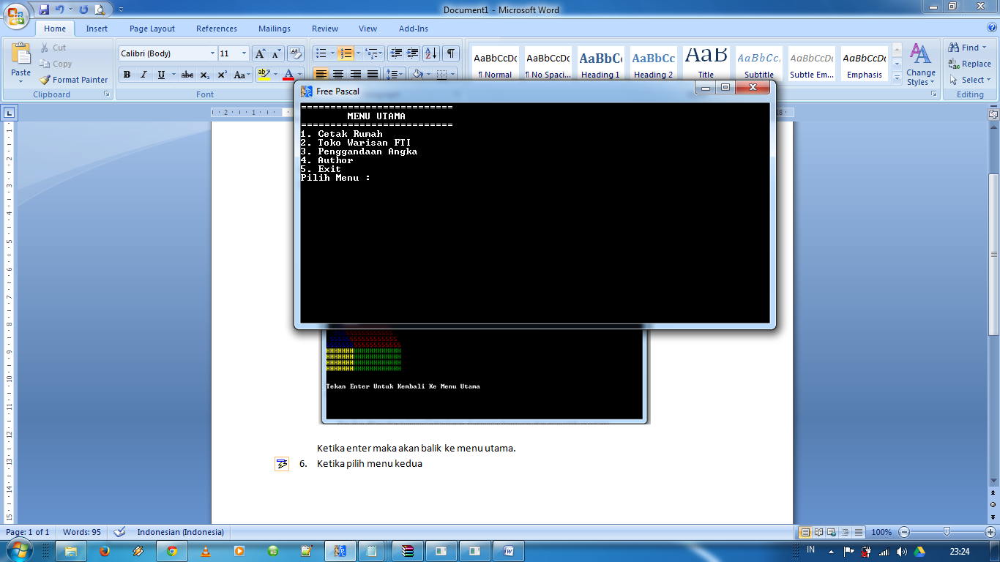 Document1 - Microsoft Word
Home Insert Page Layout References Mailings Review View Add-Ins
Paste
Cut
Copy
Format Painter
Clipboard
Calibri (Body) 11
B I U abc x₂ x² Aa
Font
AaBbCcDc AaBbCcDc AaBbC AaBbCc AaB AaBbCc. AaBbCcDc AaBbCcDc
¶ Normal ¶ No Spaci... Heading 1 Heading 2 Title Subtitle Subtle Em... Emphasis
Change Styles
Find
Replace
Select
Editing
Free Pascal
==========================
MENU UTAMA
==========================
1. Cetak Rumah
2. Toko Warisan FTI
3. Penggandaan Angka
4. Author
5. Exit
Pilih Menu :
Tekan Enter Untuk Kembali Ke Menu Utama
Ketika enter maka akan balik ke menu utama.
6. Ketika pilih menu kedua
Page: 1 of 1 Words: 95 Indonesian (Indonesia) 100%
IN 23:24